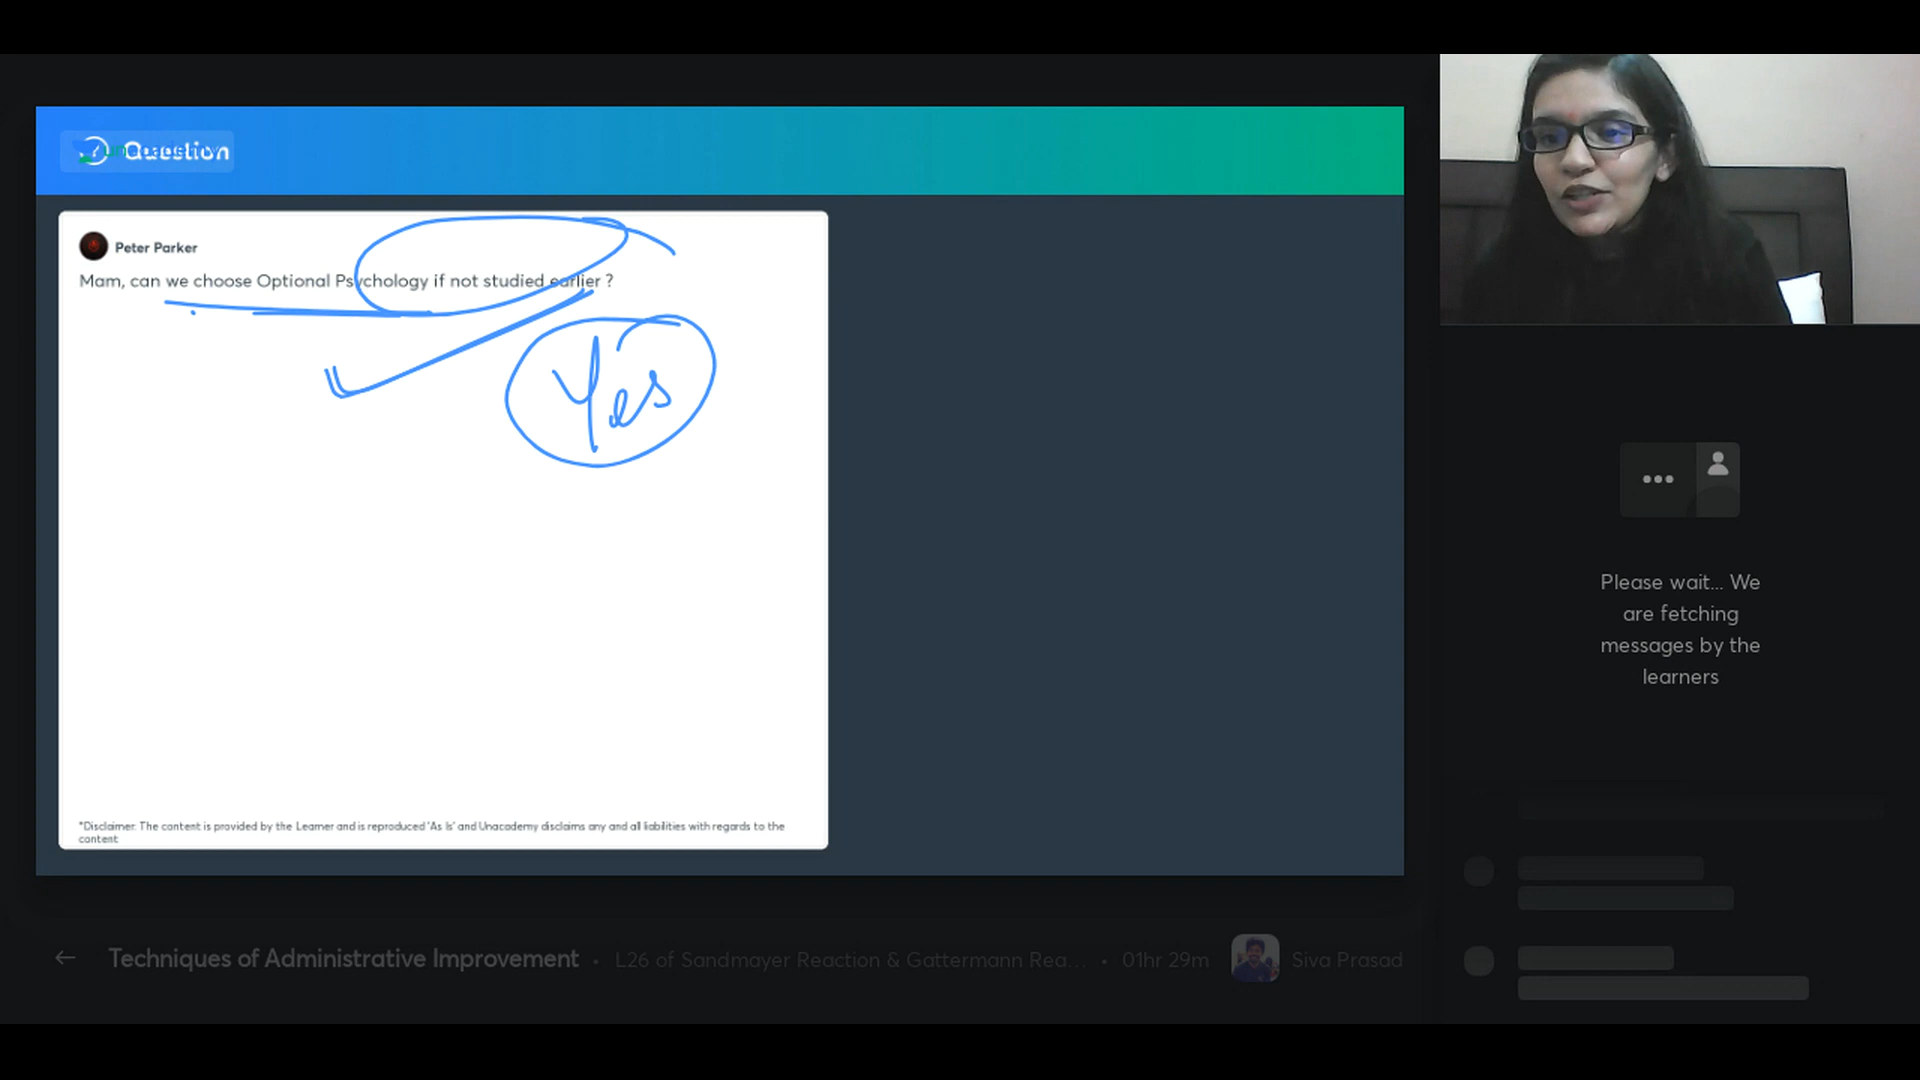 Question
Peter Parker
Mam, can we choose Optional Psychology if not studied earlier ?
Yes
*Disclaimer: The content is provided by the Learner and is reproduced 'As Is' and Unacademy disclaims any and all liabilities with regards to the
content
Please wait... We
are fetching
messages by the
learners
Techniques of Administrative Improvement • L26 of Sandmayer Reaction & Gattermann Rea... • 01hr 29m Siva Prasad